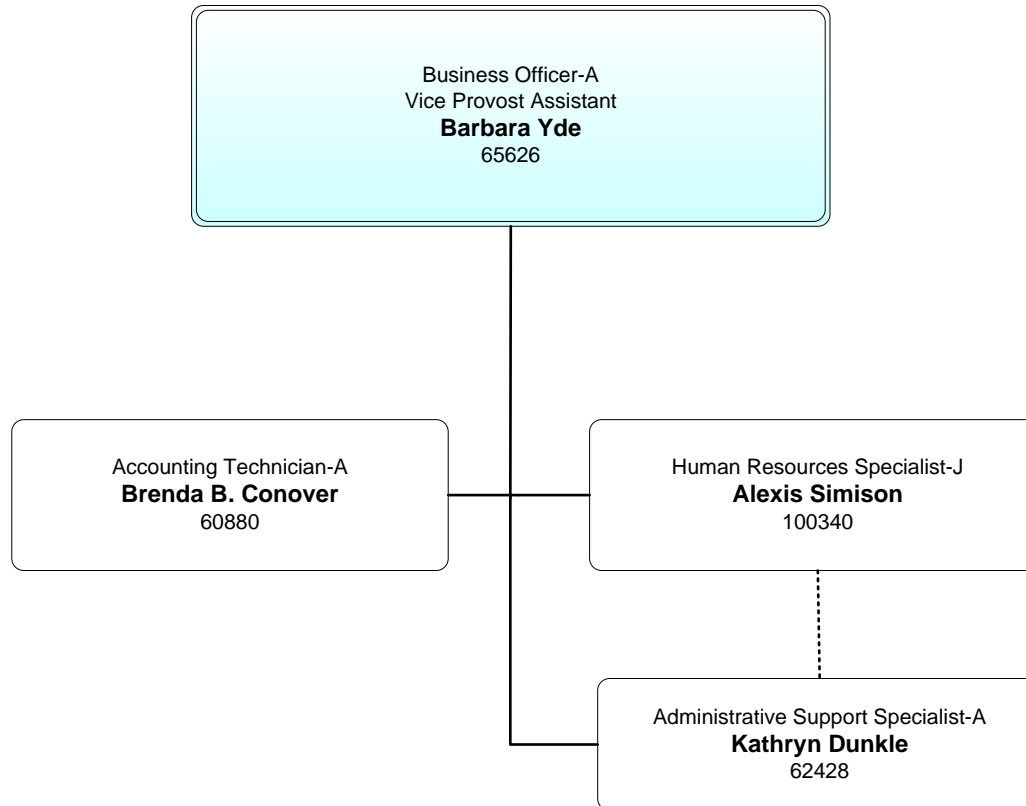 Business Officer-A
Vice Provost Assistant
Barbara Yde
65626
Accounting Technician-A
Brenda B. Conover
60880
Human Resources Specialist-J
Alexis Simison
100340
Administrative Support Specialist-A
Kathryn Dunkle
62428